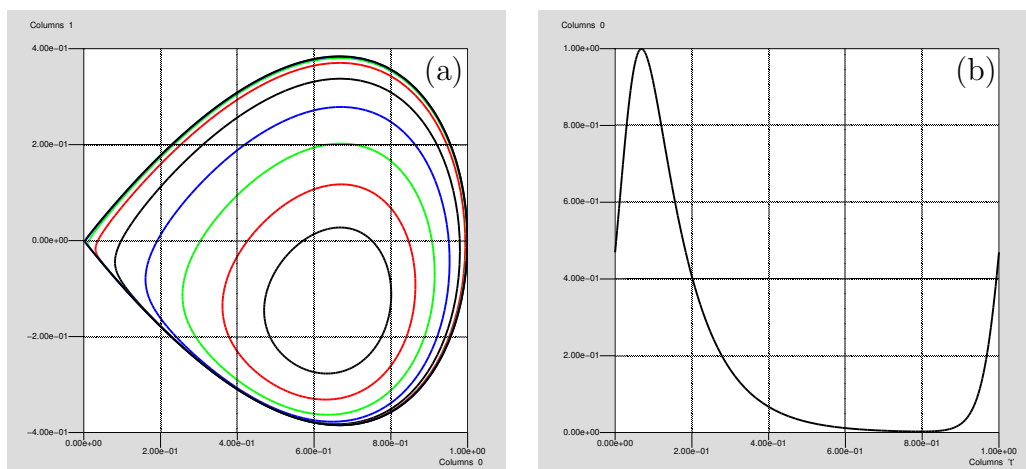 Columns 1
4.00e−01
(a)
2.00e−01
0.00e+00
−2.00e−01
−4.00e−01
0.00e+00
2.00e−01
4.00e−01
6.00e−01
8.00e−01
1.00e+00
Columns 0
Columns 0
1.00e+00
(b)
8.00e−01
6.00e−01
4.00e−01
2.00e−01
0.00e+00
0.00e+00
2.00e−01
4.00e−01
6.00e−01
8.00e−01
1.00e+00
Columns 't'